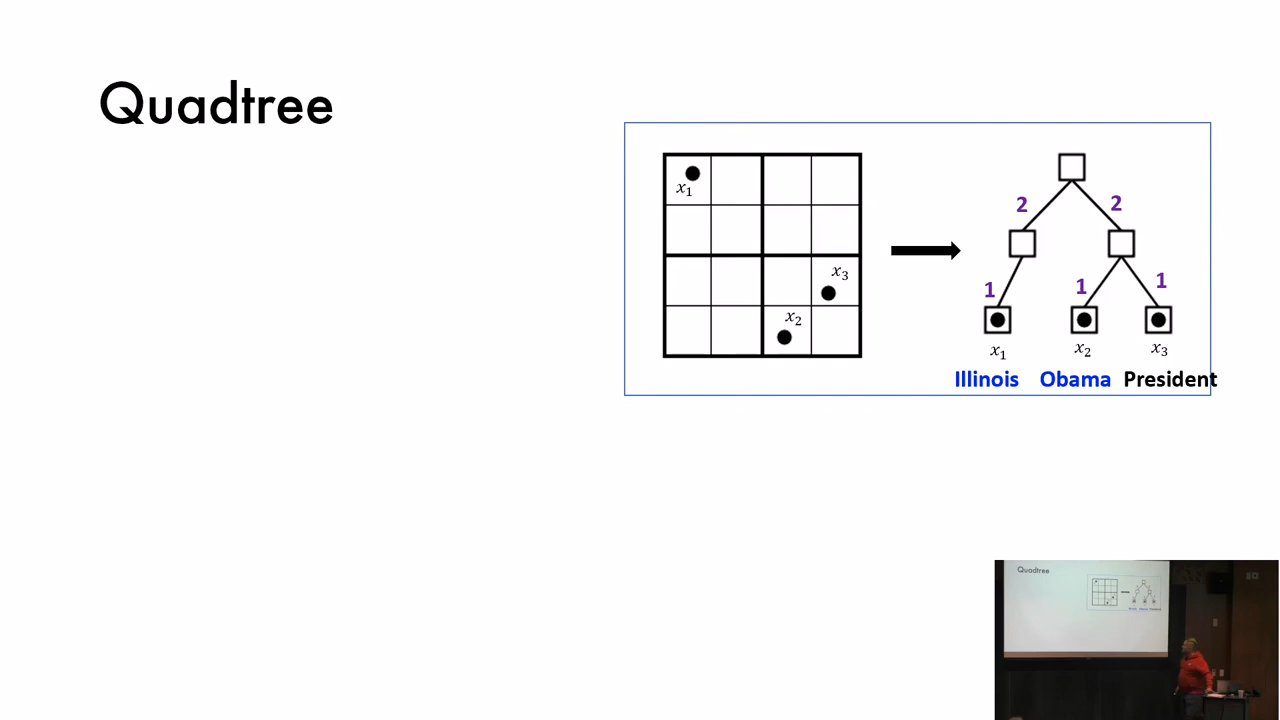 Quadtree
x₁
x₃
x₂
2 2
1 1 1
x₁ x₂ x₃
Illinois Obama President
Quadtree